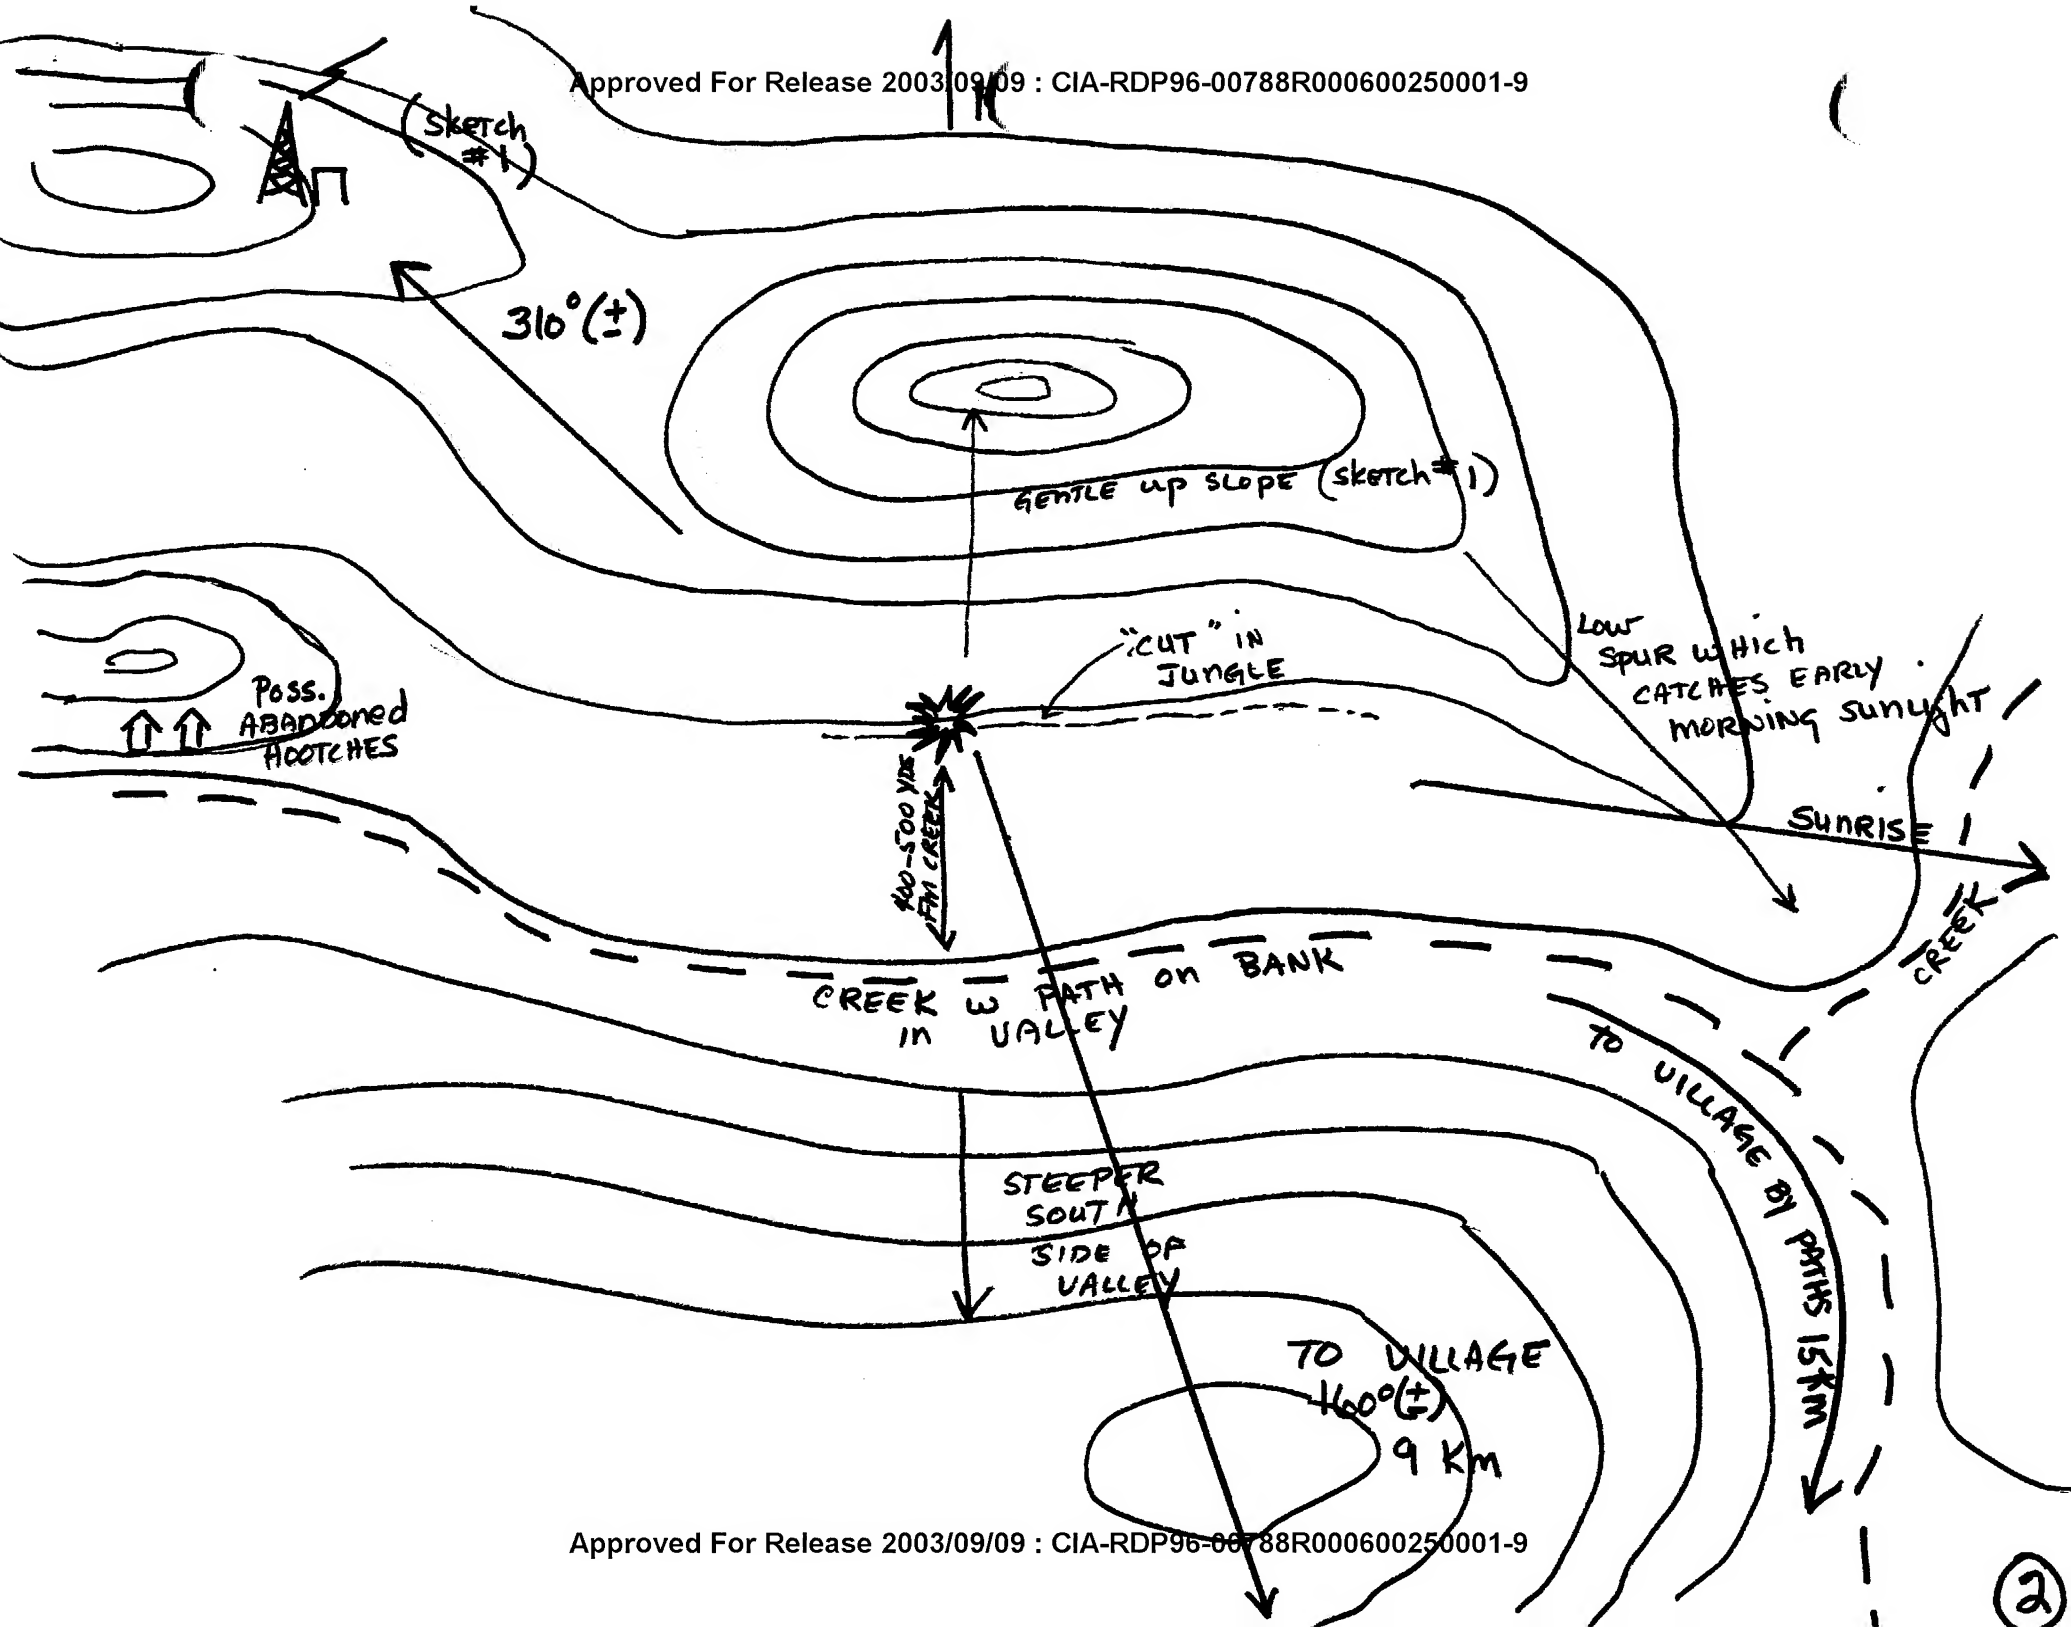 Approved For Release 2003/09/09 : CIA-RDP96-00788R000600250001-9
(Sketch
#1)
310°(±)
GENTLE UP SLOPE (Sketch #1)
"CUT" IN
JUNGLE
LOW
SPUR WHICH
CATCHES EARLY
MORNING SUNLIGHT
POSS.
ABANDONED
HOOTCHES
400-500 YDS
FM CREEK
SUNRISE
CREEK
CREEK W PATH ON BANK
IN VALLEY
TO VILLAGE BY PATHS 15KM
STEEPER
SOUTH
SIDE OF
VALLEY
TO VILLAGE
160°(±)
9 Km
Approved For Release 2003/09/09 : CIA-RDP96-00788R000600250001-9
2